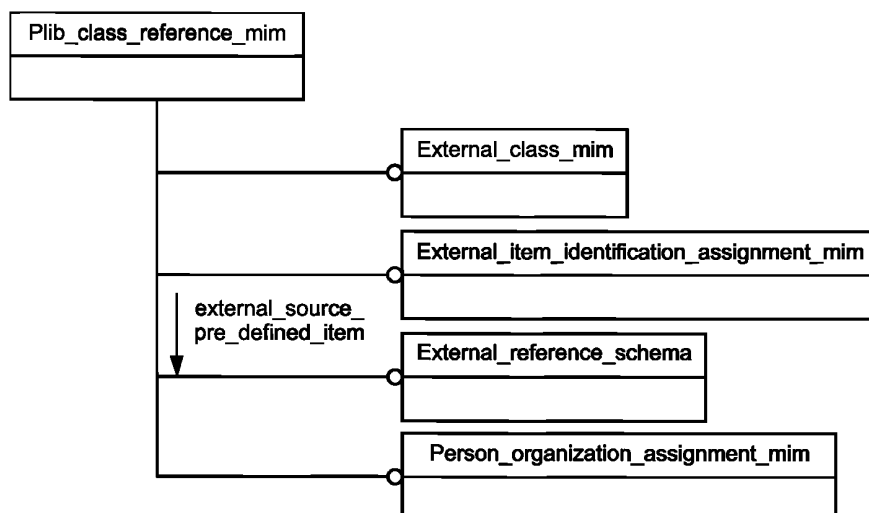 Plib_class_reference_mim
External_class_mim
External_item_identification_assignment_mim
external_source_
pre_defined_item
External_reference_schema
Person_organization_assignment_mim